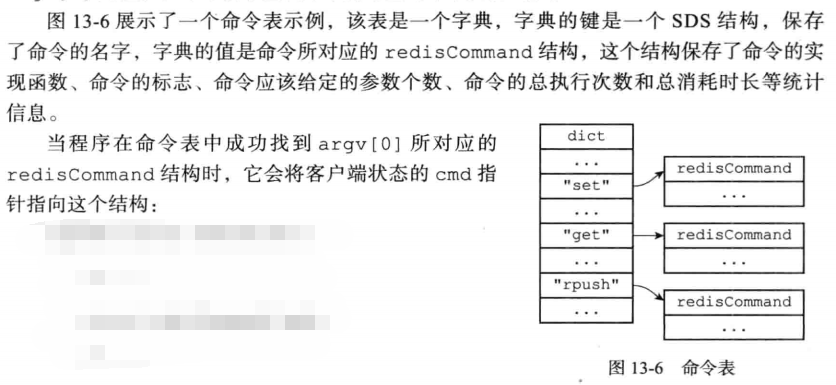 图 13-6 展示了一个命令表示例，该表是一个字典，字典的键是一个 SDS 结构，保存
了命令的名字，字典的值是命令所对应的 redisCommand 结构，这个结构保存了命令的实
现函数、命令的标志、命令应该给定的参数个数、命令的总执行次数和总消耗时长等统计
信息。
当程序在命令表中成功找到 argv[0] 所对应的
redisCommand 结构时，它会将客户端状态的 cmd 指
针指向这个结构：
dict
...
"set"
...
"get"
...
"rpush"
...
redisCommand
...
redisCommand
...
redisCommand
...
图 13-6 命令表